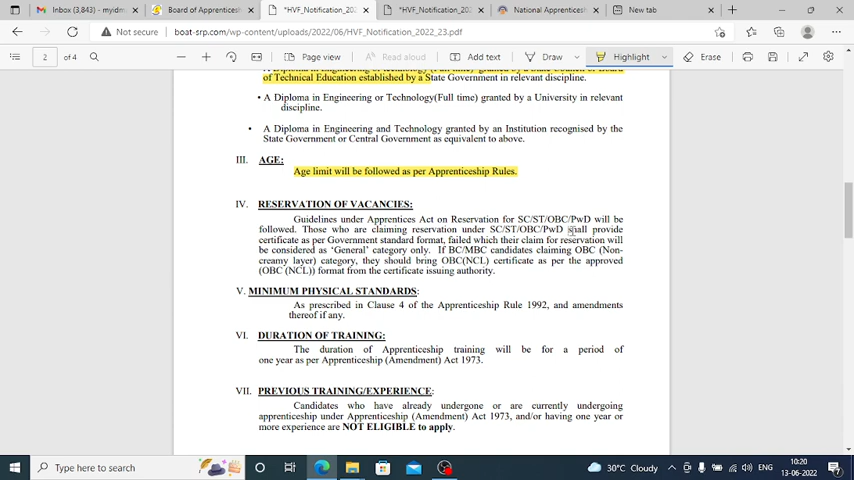 Inbox (3,843) - myidm
Board of Apprentices
*HVF_Notification_202
*HVF_Notification_202
National Apprentices
New tab
Not secure | boat-srp.com/wp-content/uploads/2022/06/HVF_Notification_2022_23.pdf
2 of 4
Page view
Read aloud
Add text
Draw
Highlight
Erase
of Technical Education established by a State Government in relevant discipline.
• A Diploma in Engineering or Technology(Full time) granted by a University in relevant
discipline.
• A Diploma in Engineering and Technology granted by an Institution recognised by the
State Government or Central Government as equivalent to above.
III. AGE:
Age limit will be followed as per Apprenticeship Rules.
IV. RESERVATION OF VACANCIES:
Guidelines under Apprentices Act on Reservation for SC/ST/OBC/PwD will be
followed. Those who are claiming reservation under SC/ST/OBC/PwD shall provide
certificate as per Government standard format, failed which their claim for reservation will
be considered as ‘General’ category only. If BC/MBC candidates claiming OBC (Non-
creamy layer) category, they should bring OBC(NCL) certificate as per the approved
(OBC (NCL)) format from the certificate issuing authority.
V. MINIMUM PHYSICAL STANDARDS:
As prescribed in Clause 4 of the Apprenticeship Rule 1992, and amendments
thereof if any.
VI. DURATION OF TRAINING:
The duration of Apprenticeship training will be for a period of
one year as per Apprenticeship (Amendment) Act 1973.
VII. PREVIOUS TRAINING/EXPERIENCE:
Candidates who have already undergone or are currently undergoing
apprenticeship under Apprenticeship (Amendment) Act 1973, and/or having one year or
more experience are NOT ELIGIBLE to apply.
Type here to search
30°C Cloudy
ENG
10:20
13-06-2022